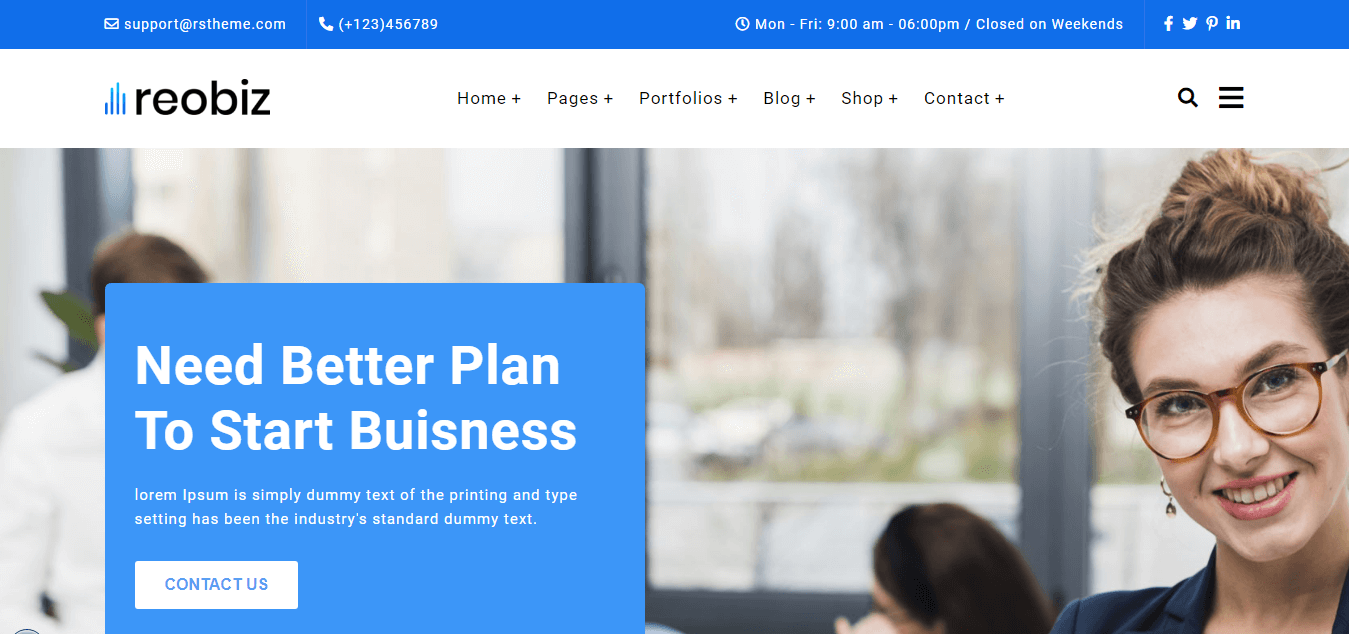 support@rstheme.com (+123)456789 Mon - Fri: 9:00 am - 06:00pm / Closed on Weekends
reobiz Home + Pages + Portfolios + Blog + Shop + Contact +
Need Better Plan
To Start Buisness
lorem Ipsum is simply dummy text of the printing and type
setting has been the industry's standard dummy text.
CONTACT US